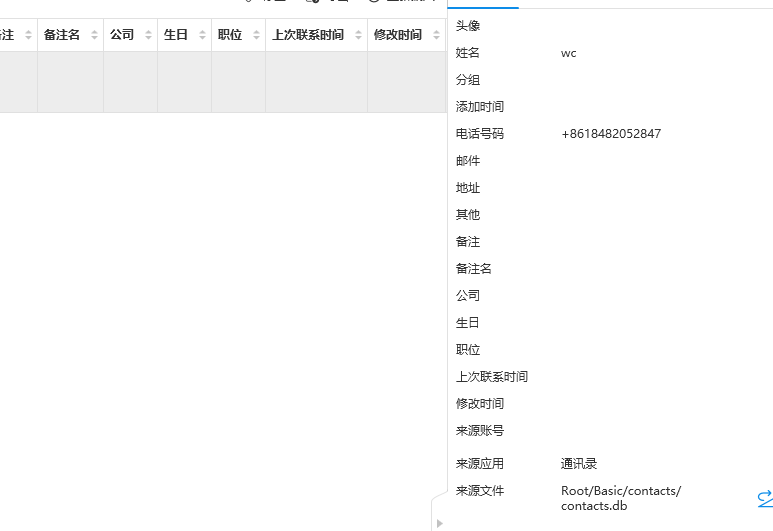 备注名 公司 生日 职位 上次联系时间 修改时间
头像
姓名 wc
分组
添加时间
电话号码 +8618482052847
邮件
地址
其他
备注
备注名
公司
生日
职位
上次联系时间
修改时间
来源账号
来源应用 通讯录
来源文件 Root/Basic/contacts/
contacts.db